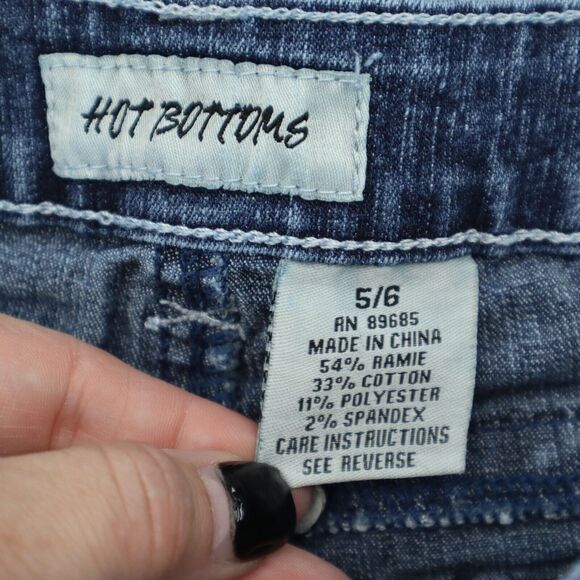 HOT BOTTOMS
5/6
RN 89685
MADE IN CHINA
54% RAMIE
33% COTTON
11% POLYESTER
2% SPANDEX
CARE INSTRUCTIONS
SEE REVERSE